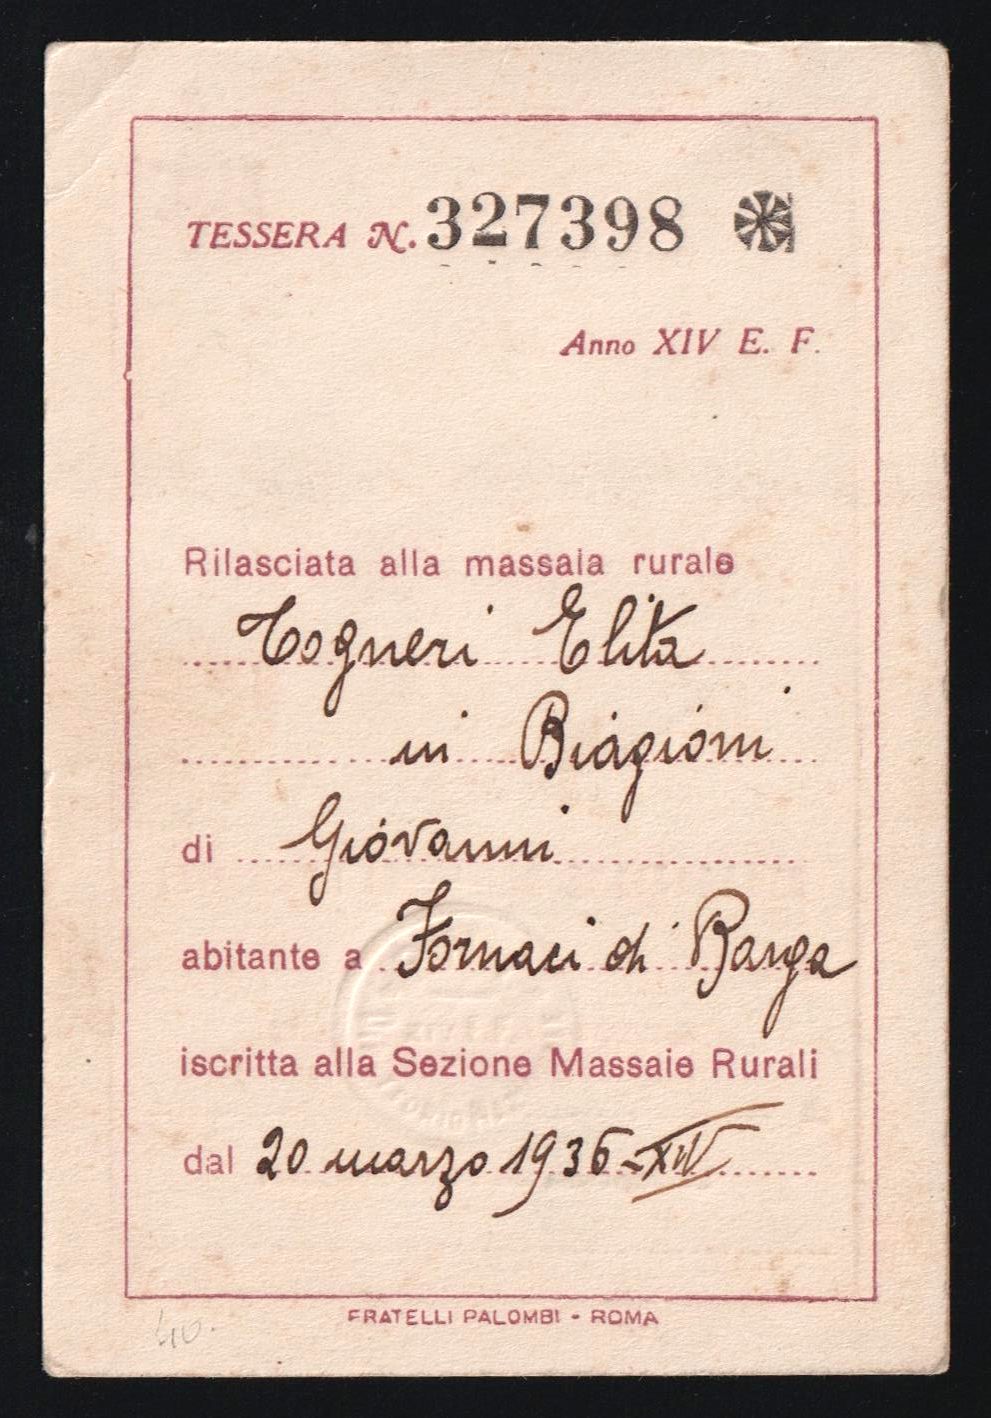 TESSERA N. 327398
Anno XIV E. F.
Rilasciata alla massaia rurale
Togneri Elita
in Biagioni
di Giovanni
abitante a Fornaci di Barga
iscritta alla Sezione Massaie Rurali
dal 20 marzo 1936-XIV
FRATELLI PALOMBI - ROMA
40.